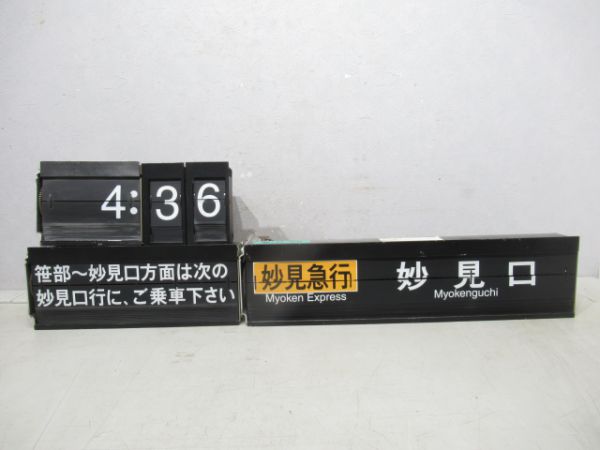 4:36
笹部～妙見口方面は次の
妙見口行に、ご乗車下さい
妙見急行
Myoken Express
妙見口
Myokenguchi